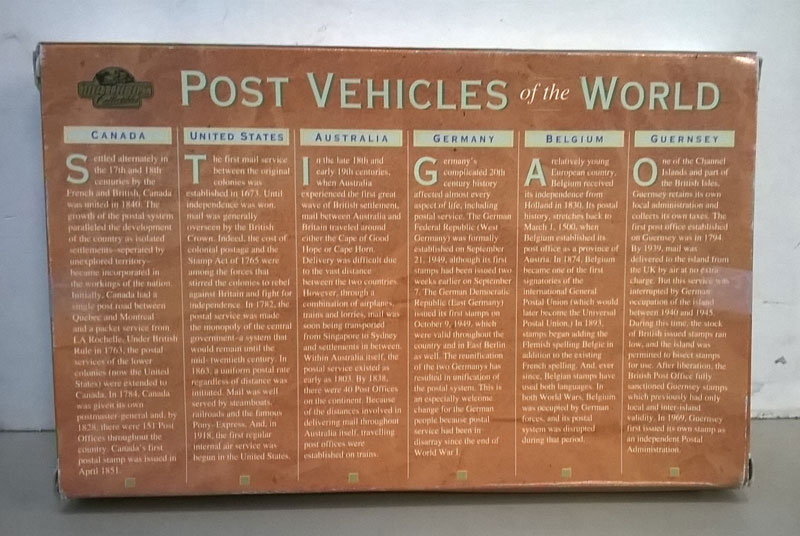 POST VEHICLES of the WORLD
CANADA
Settled alternately in
the 17th and 18th
centuries by the
French and British, Canada
was united in 1840. The
growth of the postal system
paralleled the development
of the country as isolated
settlements–seperated by
unexplored territory–
became incorporated in
the workings of the nation.
Initially, Canada had a
single post road between
Quebec and Montreal
and a packet service from
LA Rochelle. Under British
Rule in 1763, the postal
services of the lower
colonies (now the United
States) were extended to
Canada. In 1784, Canada
was given its own
postmaster-general and, by
1828, there were 151 Post
Offices throughout the
country. Canada's first
postal stamp was issued in
April 1851.
UNITED STATES
The first mail service
between the original
colonies was
established in 1673. Until
independence was won,
mail was generally
overseen by the British
Crown. Indeed, the cost of
colonial postage and the
Stamp Act of 1765 were
among the forces that
stirred the colonies to rebel
against Britain and fight for
independence. In 1782, the
postal service was made
the monopoly of the central
government–a system that
would remain until the
mid-twentieth century. In
1863, a uniform postal rate
regardless of distance was
initiated. Mail was well
served by steamboats,
railroads and the famous
Pony Express. And, in
1918, the first regular
internal air service was
begun in the United States.
AUSTRALIA
In the late 18th and
early 19th centuries,
when Australia
experienced the first great
wave of British settlement,
mail between Australia and
Britain traveled around
either the Cape of Good
Hope or Cape Horn.
Delivery was difficult due
to the vast distance
between the two countries.
However, through a
combination of airplanes,
trains and lorries, mail was
soon being transported
from Singapore to Sydney
and settlements in between.
Within Australia itself, the
postal service existed as
early as 1803. By 1838,
there were 40 Post Offices
on the continent. Because
of the distances involved in
delivering mail throughout
Australia itself, travelling
post offices were
established on trains.
GERMANY
Germany's
complicated 20th
century history
affected almost every
aspect of life, including
postal service. The German
Federal Republic (West
Germany) was formally
established on September
21, 1949, although its first
stamps had been issued two
weeks earlier on September
7. The German Democratic
Republic (East Germany)
issued its first stamps on
October 9, 1949, which
were valid throughout the
country and in East Berlin
as well. The reunification
of the two Germanys has
resulted in unification of
the postal system. This is
an especially welcome
change for the German
people because postal
service had been in
disarray since the end of
World War I.
BELGIUM
A relatively young
European country,
Belgium received
its independence from
Holland in 1830. Its postal
history, stretches back to
March 1, 1500, when
Belgium established its
post office as a province of
Austria. In 1874, Belgium
became one of the first
signatories of the
International General
Postal Union (which would
later become the Universal
Postal Union.) In 1893,
stamps began adding the
Flemish spelling Belgie in
addition to the existing
French spelling. And, ever
since, Belgium stamps have
used both languages. In
both World Wars, Belgium
was occupied by German
forces, and its postal
system was disrupted
during that period.
GUERNSEY
One of the Channel
Islands and part of
the British Isles,
Guernsey retains its own
local administration and
collects its own taxes. The
first post office established
on Guernsey was in 1794.
By 1939, mail was
delivered to the island from
the UK by air at no extra
charge. But this service was
interrupted by German
occupation of the island
between 1940 and 1945.
During this time, the stock
of British issued stamps ran
low, and the island was
permitted to bisect stamps
for use. After liberation, the
British Post Office fully
sanctioned Guernsey stamps
which previously had only
local and inter-island
validity. In 1969, Guernsey
first issued its own stamp as
an independent Postal
Administration.